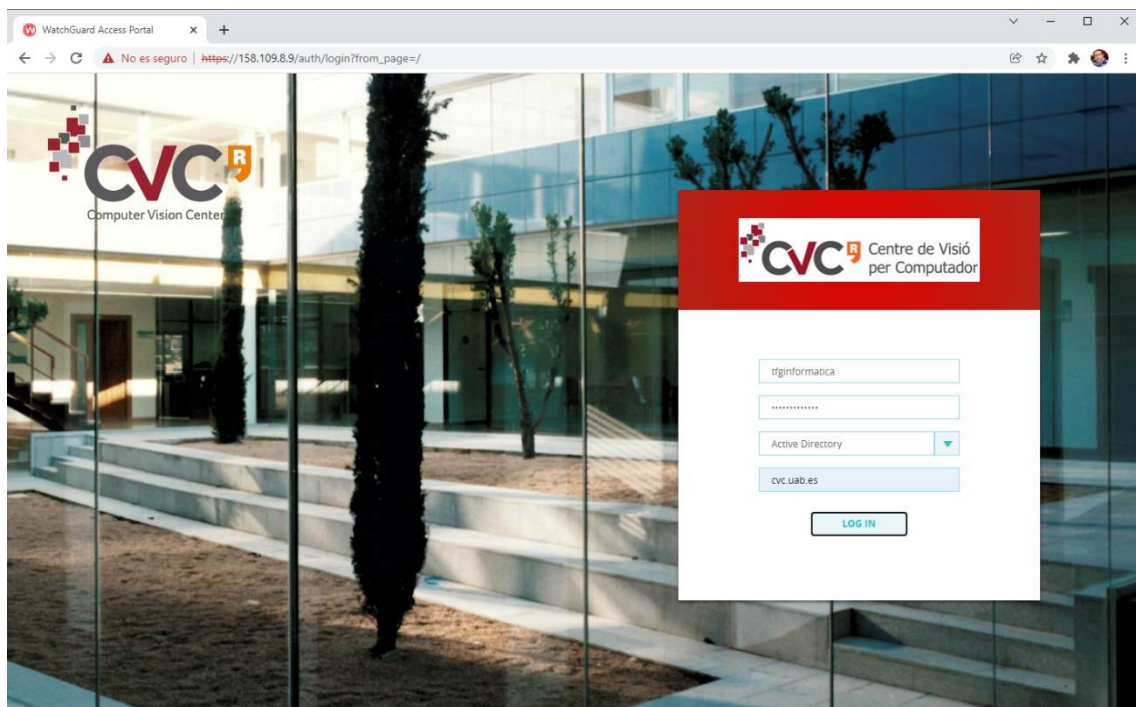 WatchGuard Access Portal
No es seguro | https://158.109.8.9/auth/login?from_page=/
CVC R
Computer Vision Center
CVC R Centre de Visió
per Computador
tfginformatica
•••••••••••••
Active Directory
cvc.uab.es
LOG IN